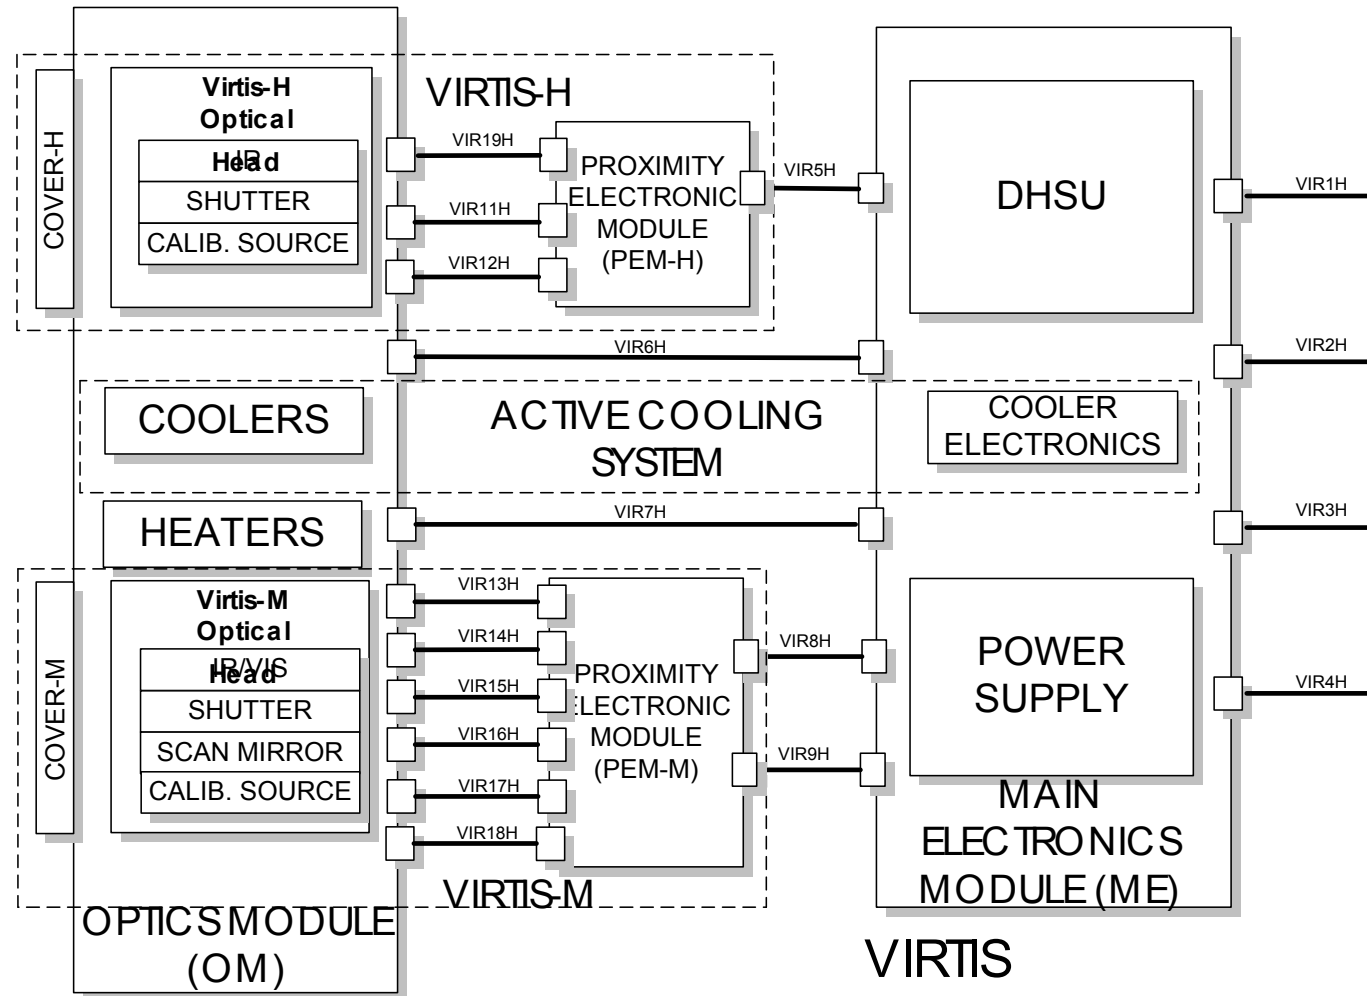 VIRTIS-H
COVER-H
Virtis-H
Optical
Head
IR
SHUTTER
CALIB. SOURCE
VIR19H
VIR11H
VIR12H
PROXIMITY
ELECTRONIC
MODULE
(PEM-H)
VIR5H
DHSU
VIR1H
VIR6H
VIR2H
COOLERS
ACTIVE COOLING
SYSTEM
COOLER
ELECTRONICS
HEATERS
VIR7H
VIR3H
COVER-M
Virtis-M
Optical
Head
IR/VIS
SHUTTER
SCAN MIRROR
CALIB. SOURCE
VIR13H
VIR14H
VIR15H
VIR16H
VIR17H
VIR18H
PROXIMITY
ELECTRONIC
MODULE
(PEM-M)
VIR8H
VIR9H
POWER
SUPPLY
VIR4H
MAIN
ELECTRONICS
MODULE (ME)
VIRTIS-M
OPTICS MODULE
(OM)
VIRTIS